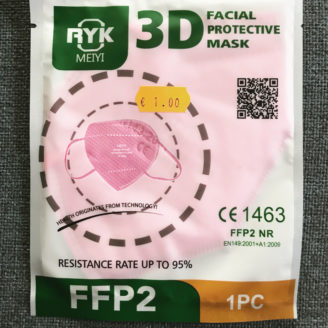 RYK
MEIYI
3D FACIAL
PROTECTIVE
MASK
€ 1.00
HEALTH ORIGINATES FROM TECHNOLOGY!
CE 1463
FFP2 NR
EN149:2001+A1:2009
RESISTANCE RATE UP TO 95%
FFP2
1PC